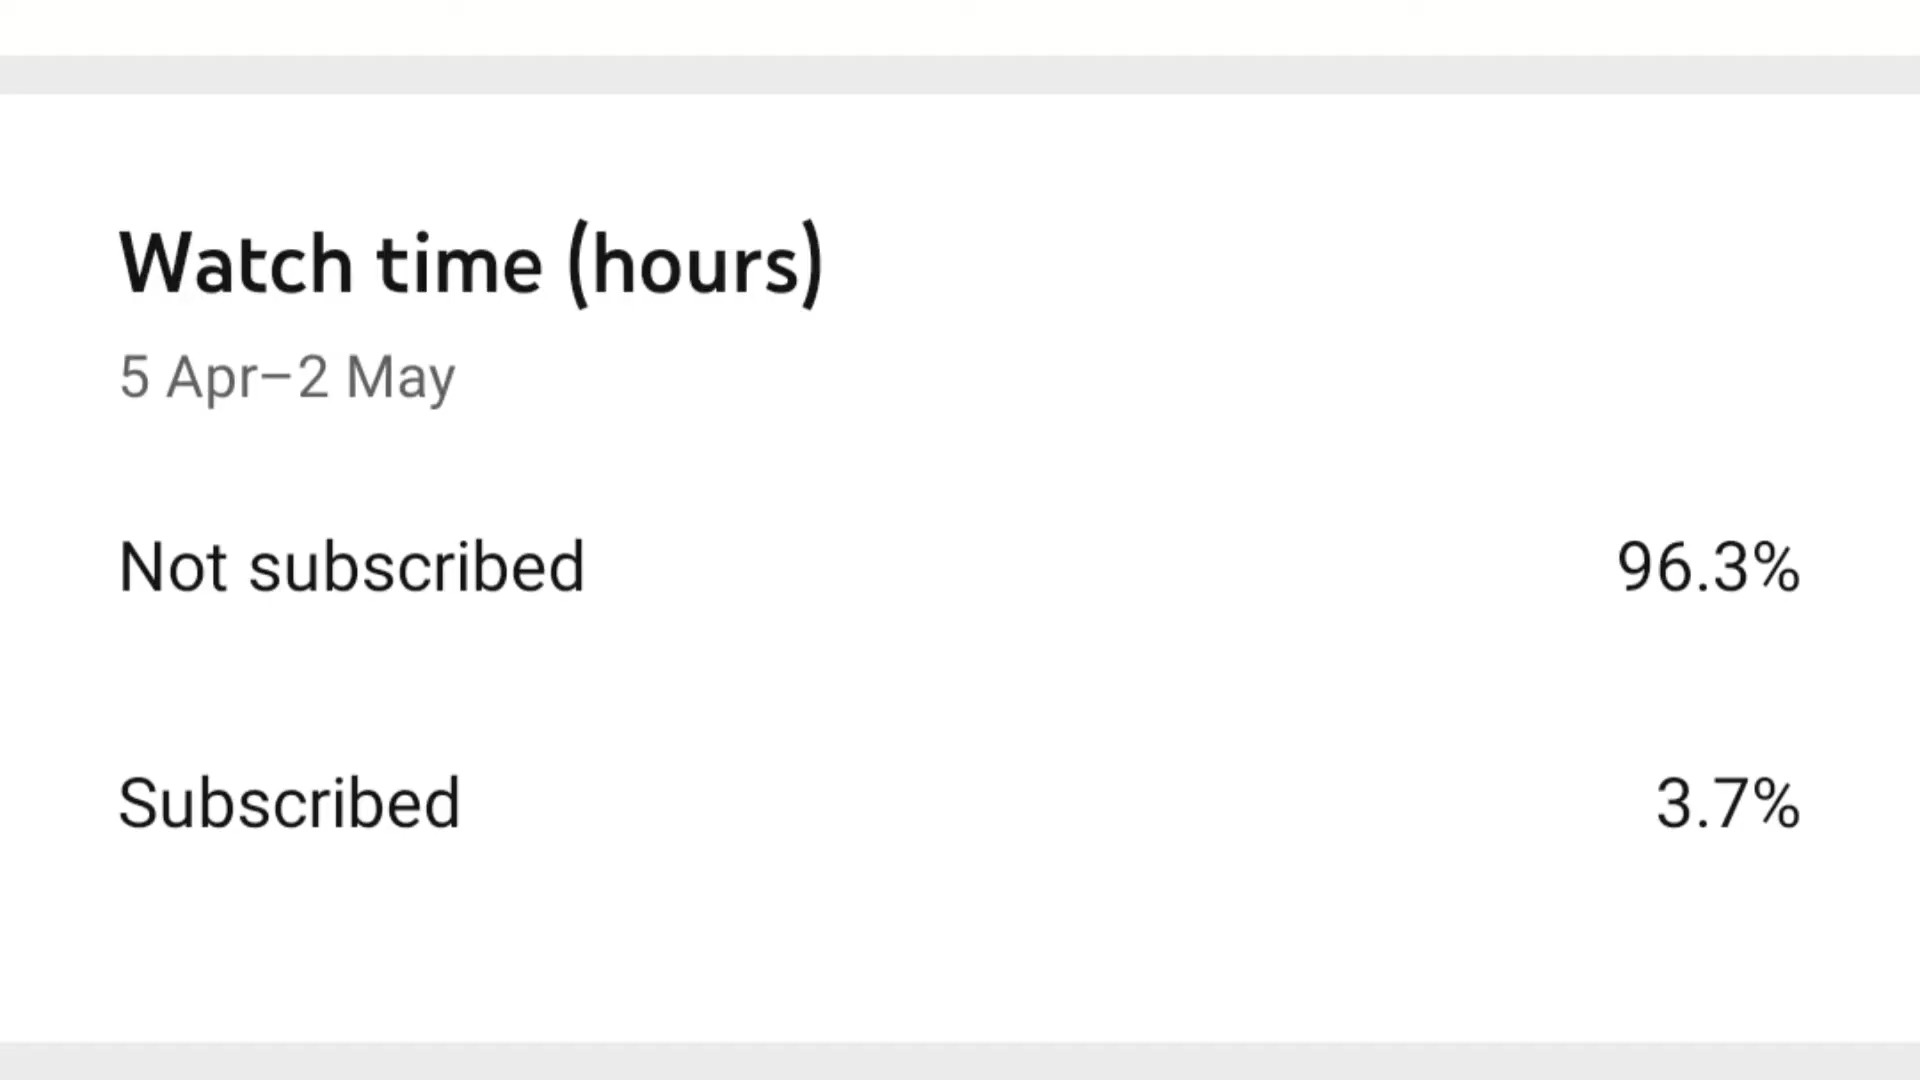 Watch time (hours)
5 Apr–2 May
Not subscribed 96.3%
Subscribed 3.7%